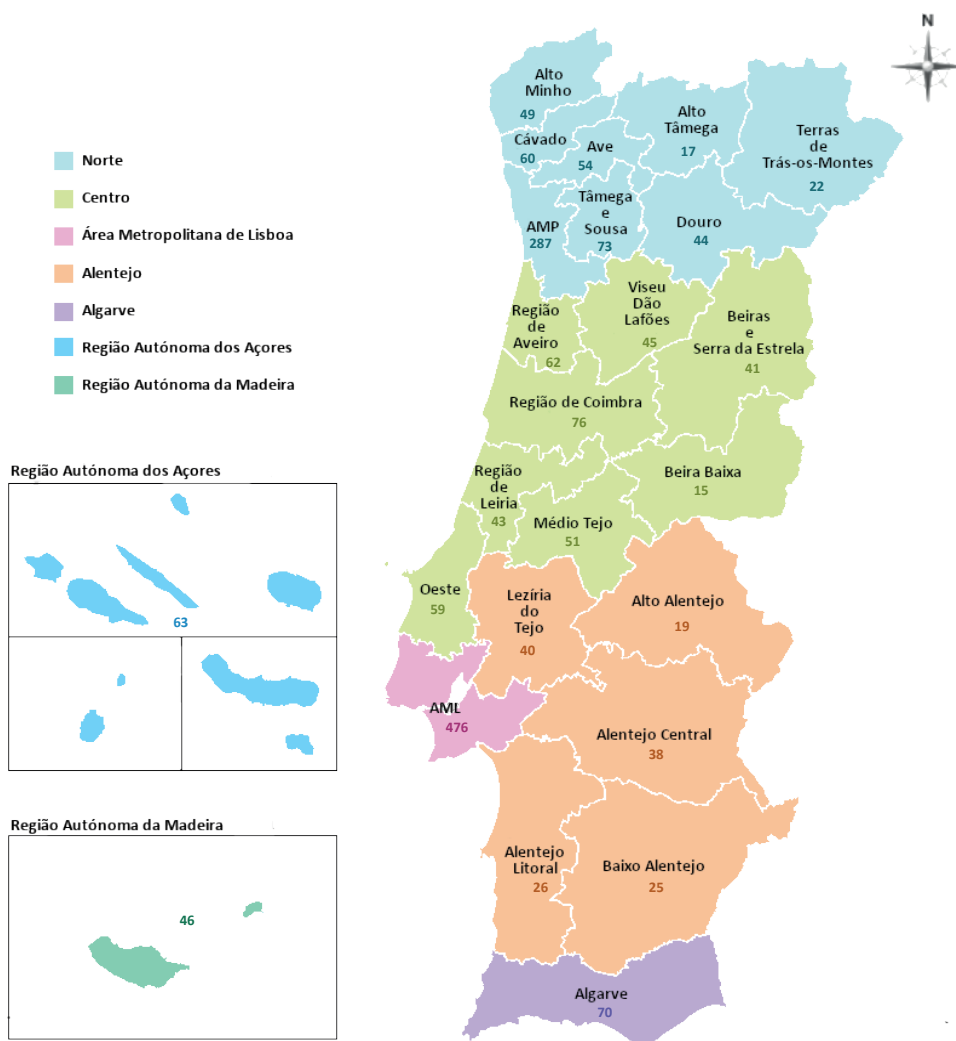 N
Alto
Minho
49
Cávado
60
Ave
54
Alto
Tâmega
17
Terras
de
Trás-os-Montes
22
AMP
287
Tâmega
e
Sousa
73
Douro
44
Norte
Centro
Área Metropolitana de Lisboa
Alentejo
Algarve
Região Autónoma dos Açores
Região Autónoma da Madeira
Região
de
Aveiro
62
Viseu
Dão
Lafões
45
Beiras
e
Serra da Estrela
41
Região de Coimbra
76
Região
de
Leiria
43
Médio Tejo
51
Beira Baixa
15
Oeste
59
Lezíria
do
Tejo
40
Alto Alentejo
19
AML
476
Alentejo Central
38
Alentejo
Litoral
26
Baixo Alentejo
25
Algarve
70
Região Autónoma dos Açores
63
Região Autónoma da Madeira
46